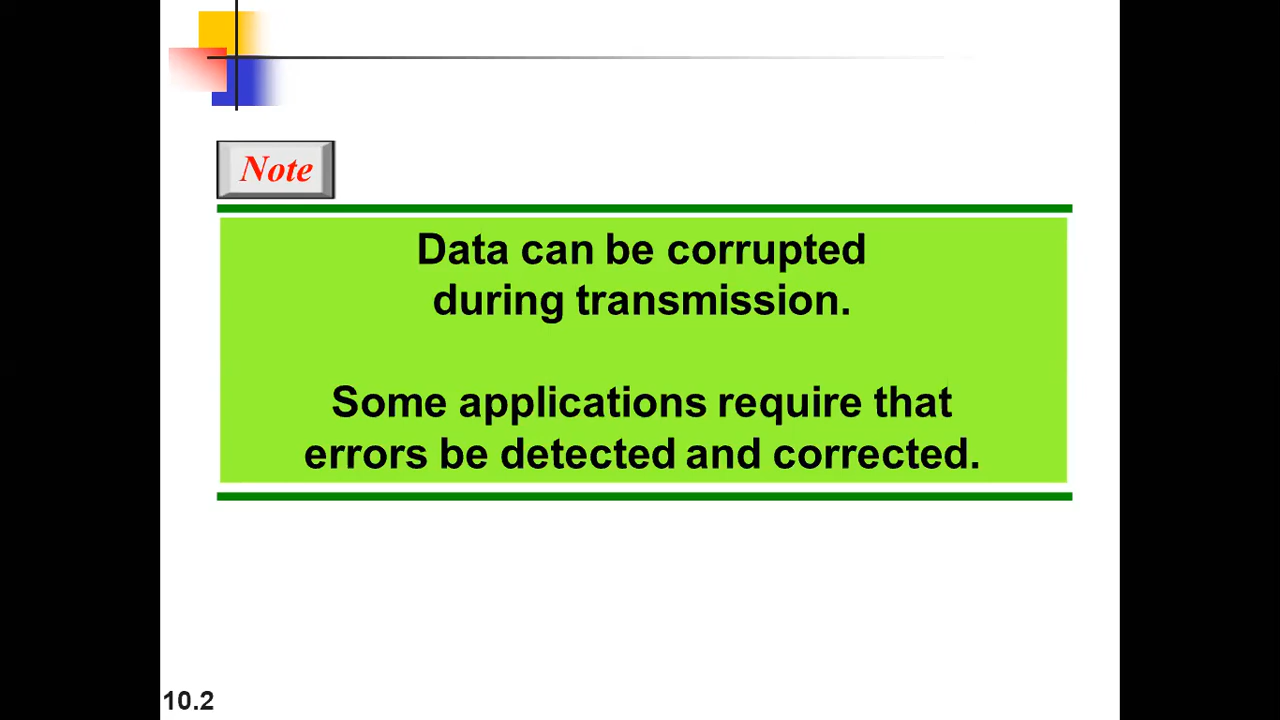 Note
Data can be corrupted
during transmission.
Some applications require that
errors be detected and corrected.
10.2